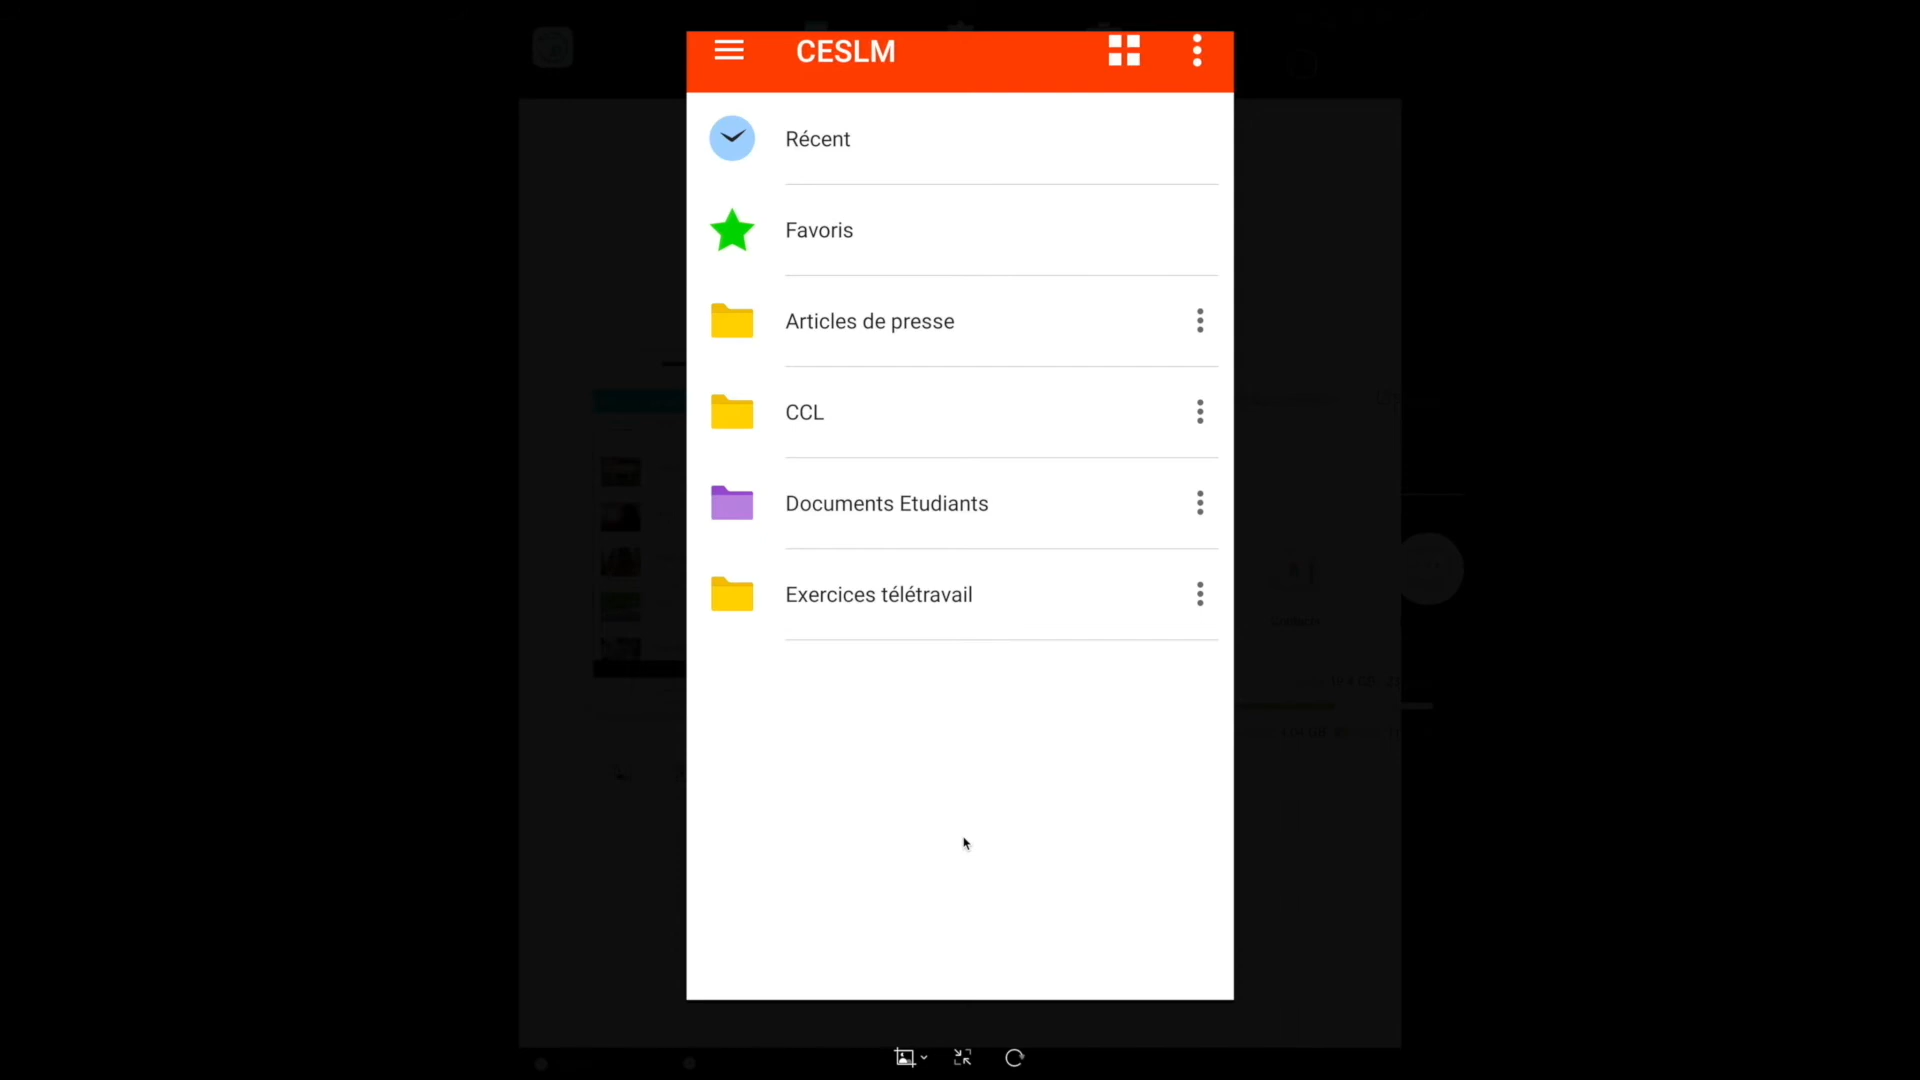 CESLM
Récent
Favoris
Articles de presse
CCL
Documents Etudiants
Exercices télétravail